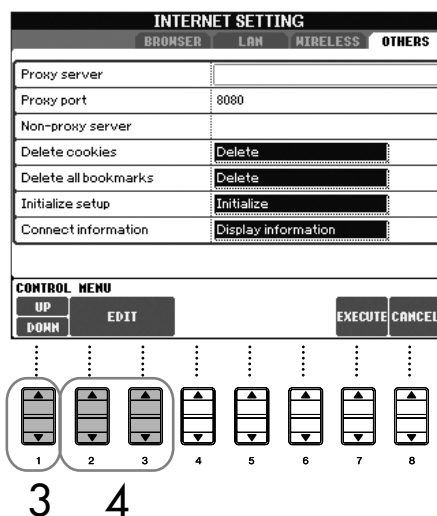 INTERNET SETTING
BROWSER LAN WIRELESS OTHERS
Proxy server
Proxy port 8080
Non-proxy server
Delete cookies Delete
Delete all bookmarks Delete
Initialize setup Initialize
Connect information Display information
CONTROL MENU
UP
DOWN
EDIT
EXECUTE CANCEL
1 2 3 4 5 6 7 8
3 4